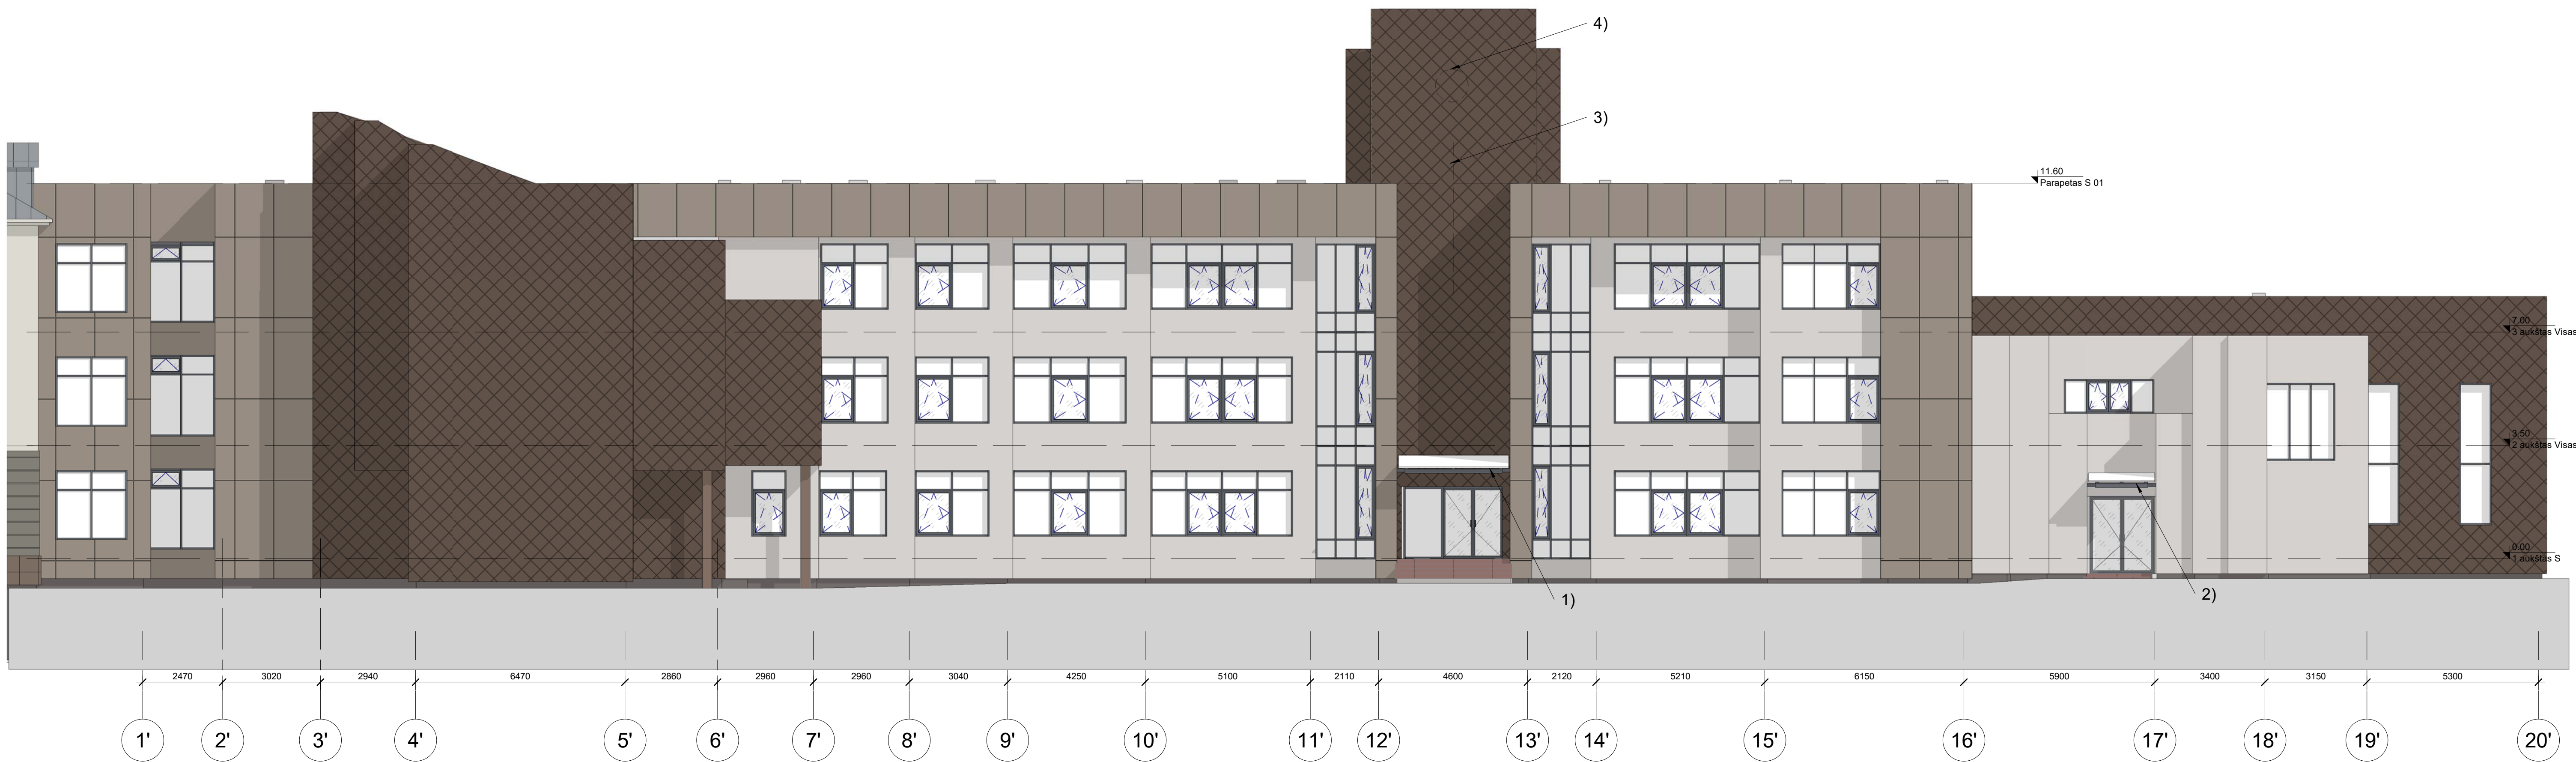 4)
3)
11.60
Parapetas S 01
7.00
3 aukštas Visas
3.50
2 aukštas Visas
0.00
1 aukštas S
1)
2)
2470 3020 2940 6470 2860 2960 2960 3040 4250 5100 2110 4600 2120 5210 6150 5900 3400 3150 5300
1' 2' 3' 4' 5' 6' 7' 8' 9' 10' 11' 12' 13' 14' 15' 16' 17' 18' 19' 20'